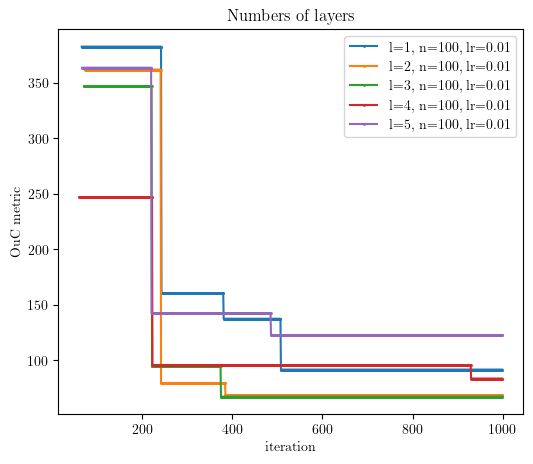 Numbers of layers
l=1, n=100, lr=0.01
l=2, n=100, lr=0.01
l=3, n=100, lr=0.01
l=4, n=100, lr=0.01
l=5, n=100, lr=0.01
OuC metric
350
300
250
200
150
100
200 400 600 800 1000
iteration